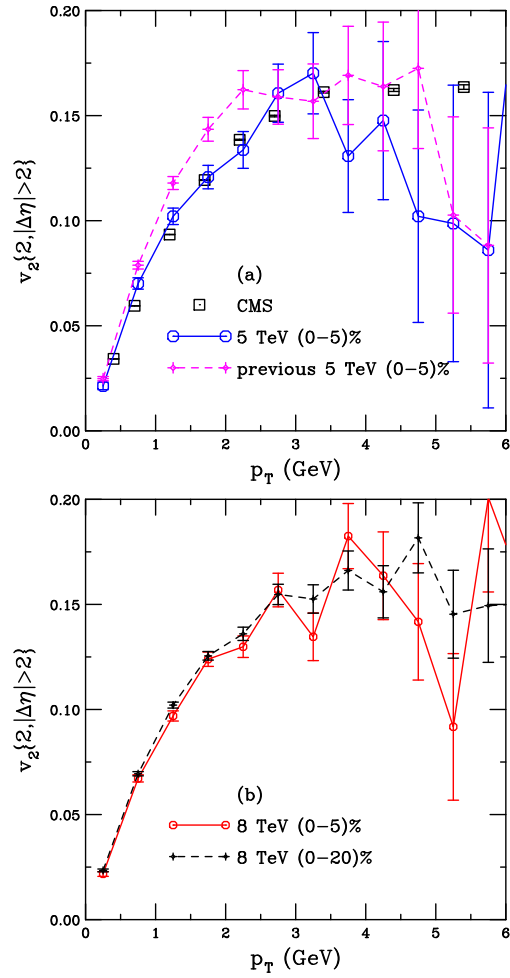 0.20
0.15
0.10
0.05
0.00
v₂{2,|Δη|>2}
(a)
CMS
5 TeV (0−5)%
previous 5 TeV (0−5)%
0 1 2 3 4 5 6
p_T (GeV)
0.20
0.15
0.10
0.05
0.00
v₂{2,|Δη|>2}
(b)
8 TeV (0−5)%
8 TeV (0−20)%
0 1 2 3 4 5 6
p_T (GeV)